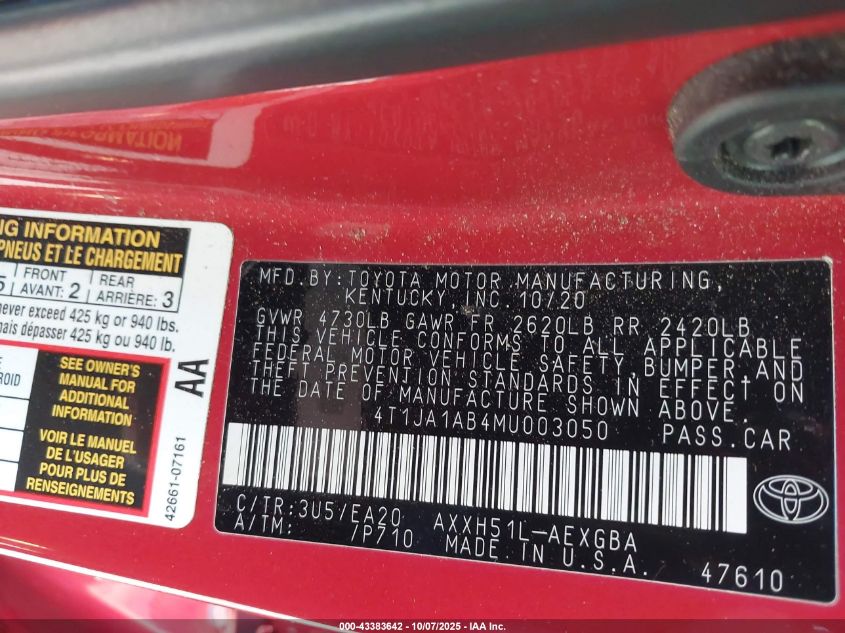 NG INFORMATION
PNEUS ET LE CHARGEMENT
5 FRONT AVANT: 2 REAR ARRIÈRE: 3
never exceed 425 kg or 940 lbs.
mais dépasser 425 kg ou 940 lb.
SEE OWNER'S
MANUAL FOR
ADDITIONAL
INFORMATION
VOIR LE MANUEL
DE L'USAGER
POUR PLUS DE
RENSEIGNEMENTS
AA
42661-07161
MFD.BY:TOYOTA MOTOR MANUFACTURING,
KENTUCKY, INC. 10/20
GVWR 4730LB GAWR FR 2620LB RR 2420LB
THIS VEHICLE CONFORMS TO ALL APPLICABLE
FEDERAL MOTOR VEHICLE SAFETY, BUMPER, AND
THEFT PREVENTION STANDARDS IN EFFECT ON
THE DATE OF MANUFACTURE SHOWN ABOVE.
4T1JA1AB4MU003050 PASS.CAR
C/TR:3U5/EA20 AXXH51L-AEXGBA
A/TM: /P710 MADE IN U.S.A.
47610
000-43383642 - 10/07/2025 - IAA Inc.